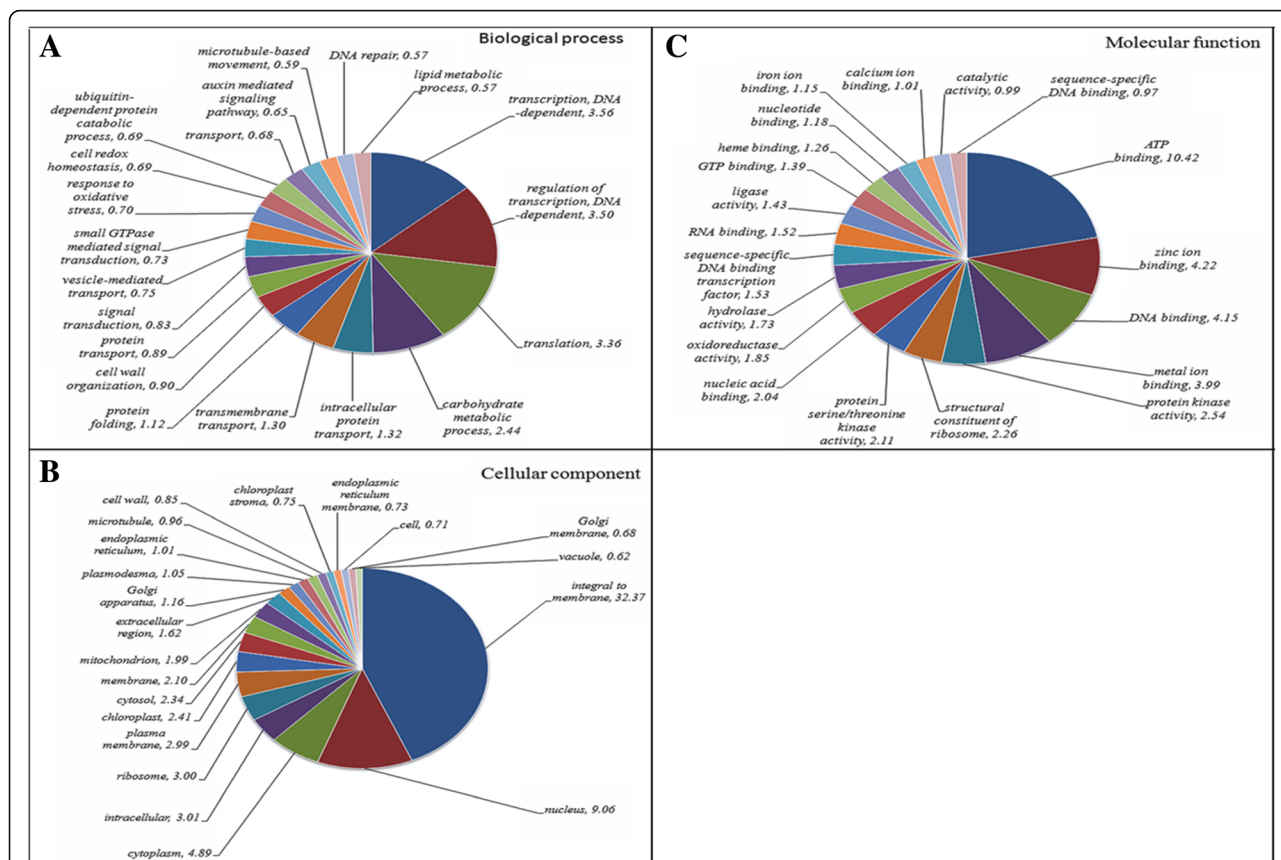 A
Biological process
microtubule-based
movement, 0.59
DNA repair, 0.57
lipid metabolic
process, 0.57
auxin mediated
signaling
pathway, 0.65
transcription, DNA
-dependent, 3.56
ubiquitin-
dependent protein
catabolic
process, 0.69
transport, 0.68
cell redox
homeostasis, 0.69
response to
oxidative
stress, 0.70
regulation of
transcription, DNA
-dependent, 3.50
small GTPase
mediated signal
transduction, 0.73
vesicle-mediated
transport, 0.75
signal
transduction, 0.83
translation, 3.36
protein
transport, 0.89
cell wall
organization, 0.90
protein
folding, 1.12
transmembrane
transport, 1.30
intracellular
protein
transport, 1.32
carbohydrate
metabolic
process, 2.44
C
Molecular function
iron ion
binding, 1.15
calcium ion
binding, 1.01
catalytic
activity, 0.99
sequence-specific
DNA binding, 0.97
nucleotide
binding, 1.18
heme binding, 1.26
ATP
binding, 10.42
GTP binding, 1.39
ligase
activity, 1.43
RNA binding, 1.52
zinc ion
binding, 4.22
sequence-specific
DNA binding
transcription
factor, 1.53
hydrolase
activity, 1.73
DNA binding, 4.15
oxidoreductase
activity, 1.85
nucleic acid
binding, 2.04
metal ion
binding, 3.99
protein kinase
activity, 2.54
protein
serine/threonine
kinase
activity, 2.11
structural
constituent of
ribosome, 2.26
B
Cellular component
cell wall, 0.85
chloroplast
stroma, 0.75
endoplasmic
reticulum
membrane, 0.73
cell, 0.71
Golgi
membrane, 0.68
microtubule, 0.96
vacuole, 0.62
endoplasmic
reticulum, 1.01
plasmodesma, 1.05
integral to
membrane, 32.37
Golgi
apparatus, 1.16
extracellular
region, 1.62
mitochondrion, 1.99
membrane, 2.10
cytosol, 2.34
chloroplast, 2.41
plasma
membrane, 2.99
ribosome, 3.00
intracellular, 3.01
nucleus, 9.06
cytoplasm, 4.89